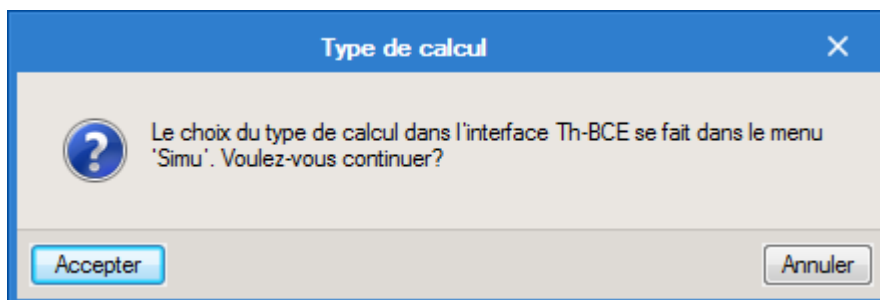 Type de calcul
Le choix du type de calcul dans l'interface Th-BCE se fait dans le menu
'Simu'. Voulez-vous continuer?
Accepter
Annuler